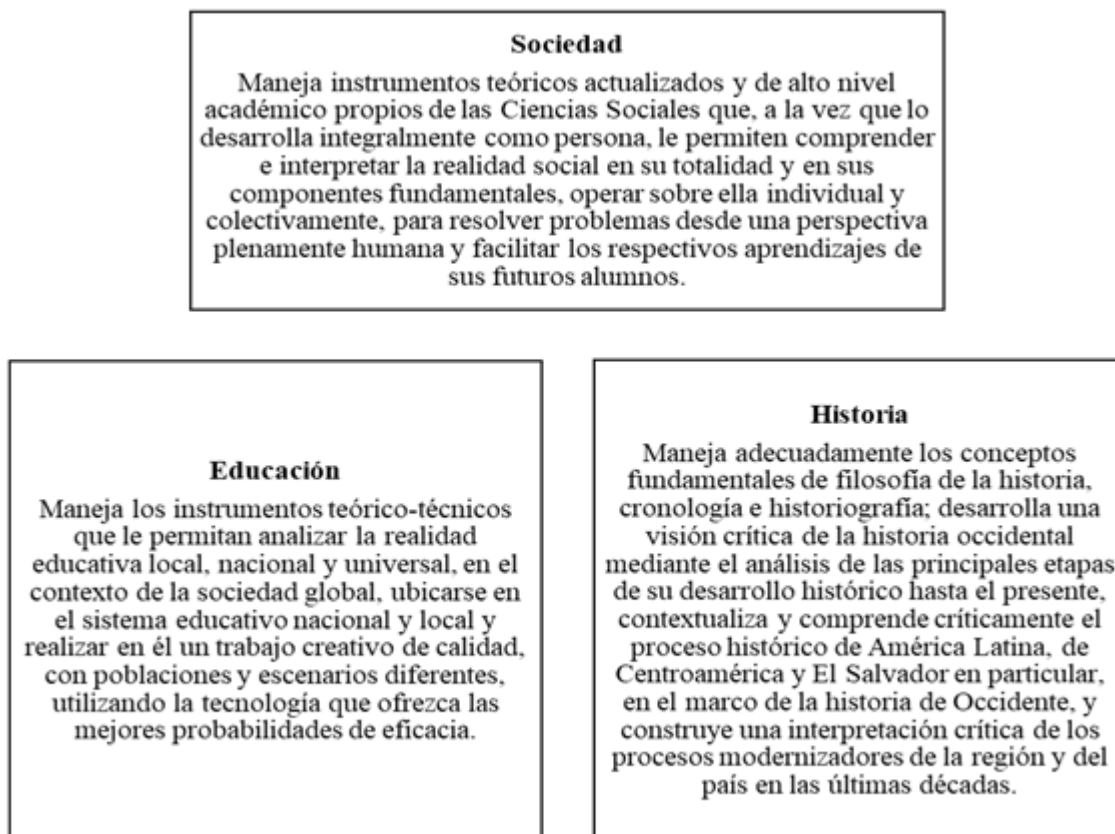 Sociedad
Maneja instrumentos teóricos actualizados y de alto nivel
académico propios de las Ciencias Sociales que, a la vez que lo
desarrolla integralmente como persona, le permiten comprender
e interpretar la realidad social en su totalidad y en sus
componentes fundamentales, operar sobre ella individual y
colectivamente, para resolver problemas desde una perspectiva
plenamente humana y facilitar los respectivos aprendizajes de
sus futuros alumnos.
Educación
Maneja los instrumentos teórico-técnicos
que le permitan analizar la realidad
educativa local, nacional y universal, en el
contexto de la sociedad global, ubicarse en
el sistema educativo nacional y local y
realizar en él un trabajo creativo de calidad,
con poblaciones y escenarios diferentes,
utilizando la tecnología que ofrezca las
mejores probabilidades de eficacia.
Historia
Maneja adecuadamente los conceptos
fundamentales de filosofía de la historia,
cronología e historiografía; desarrolla una
visión crítica de la historia occidental
mediante el análisis de las principales etapas
de su desarrollo histórico hasta el presente,
contextualiza y comprende críticamente el
proceso histórico de América Latina, de
Centroamérica y El Salvador en particular,
en el marco de la historia de Occidente, y
construye una interpretación crítica de los
procesos modernizadores de la región y del
país en las últimas décadas.